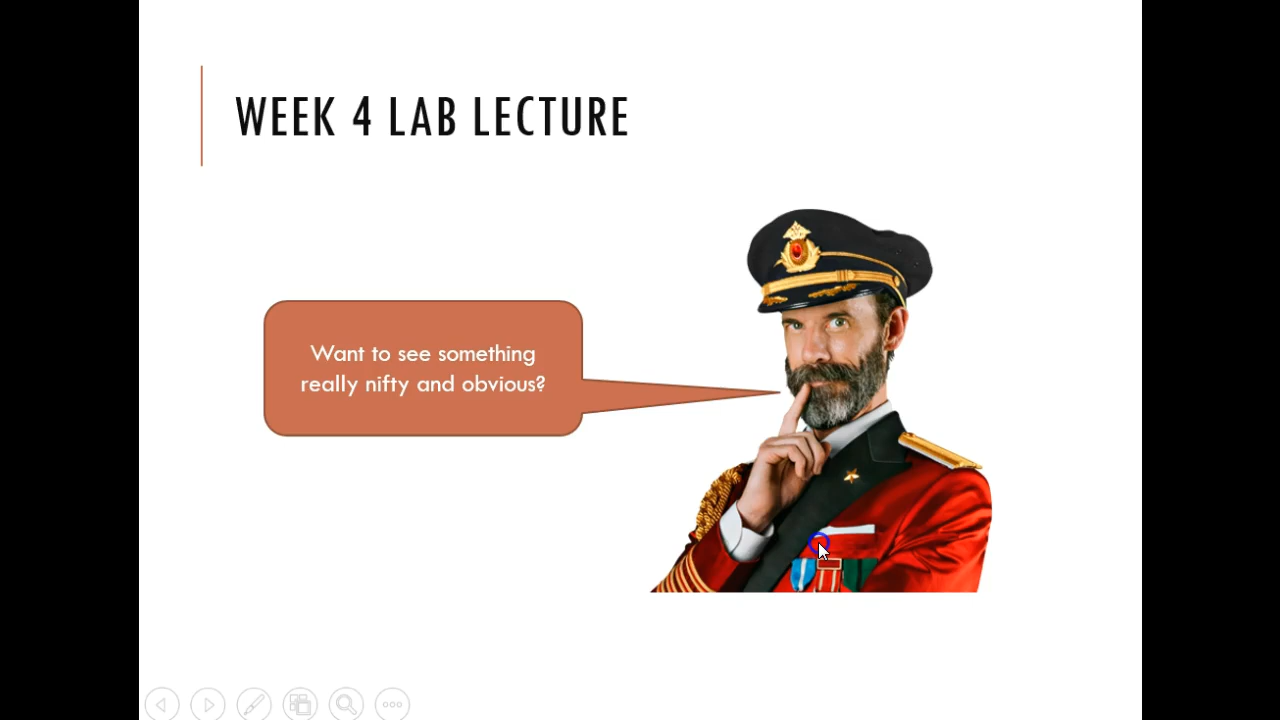 WEEK 4 LAB LECTURE
Want to see something
really nifty and obvious?